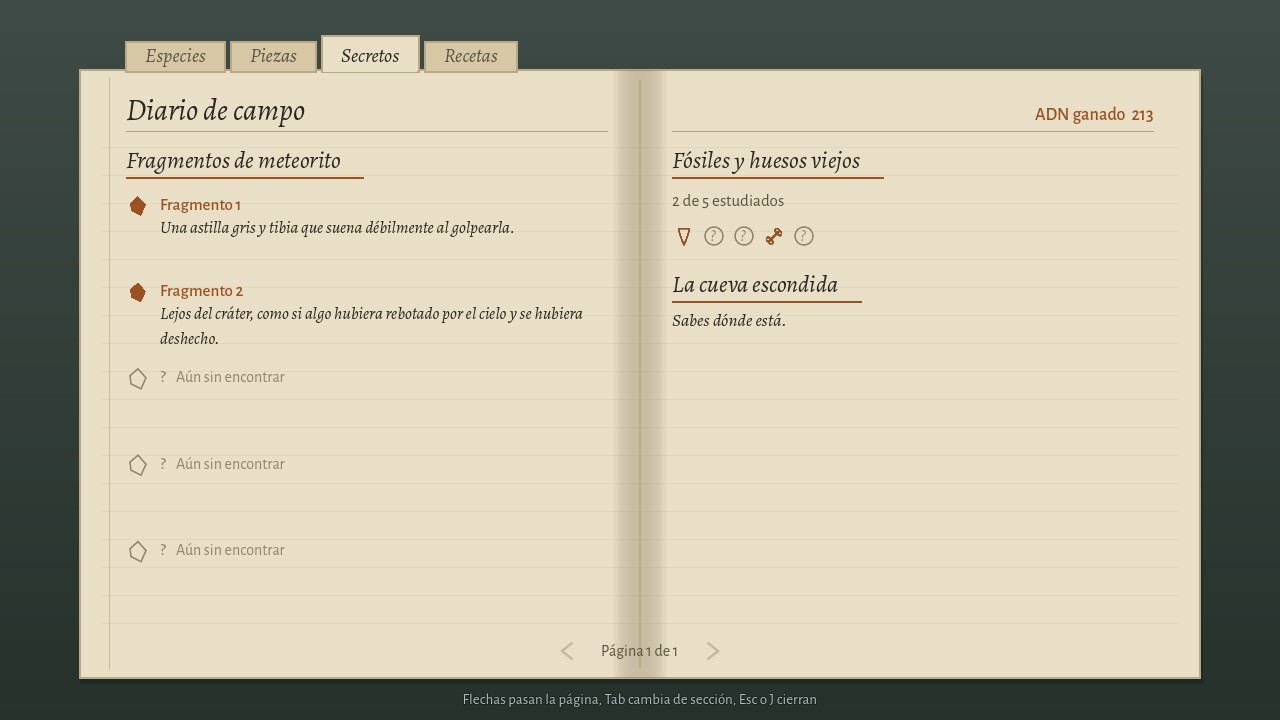 Especies
Piezas
Secretos
Recetas
Diario de campo
Fragmentos de meteorito
Fragmento 1
Una astilla gris y tibia que suena débilmente al golpearla.
Fragmento 2
Lejos del cráter, como si algo hubiera rebotado por el cielo y se hubiera
deshecho.
? Aún sin encontrar
? Aún sin encontrar
? Aún sin encontrar
ADN ganado 213
Fósiles y huesos viejos
2 de 5 estudiados
? ? ?
La cueva escondida
Sabes dónde está.
Página 1 de 1
Flechas pasan la página, Tab cambia de sección, Esc o J cierran